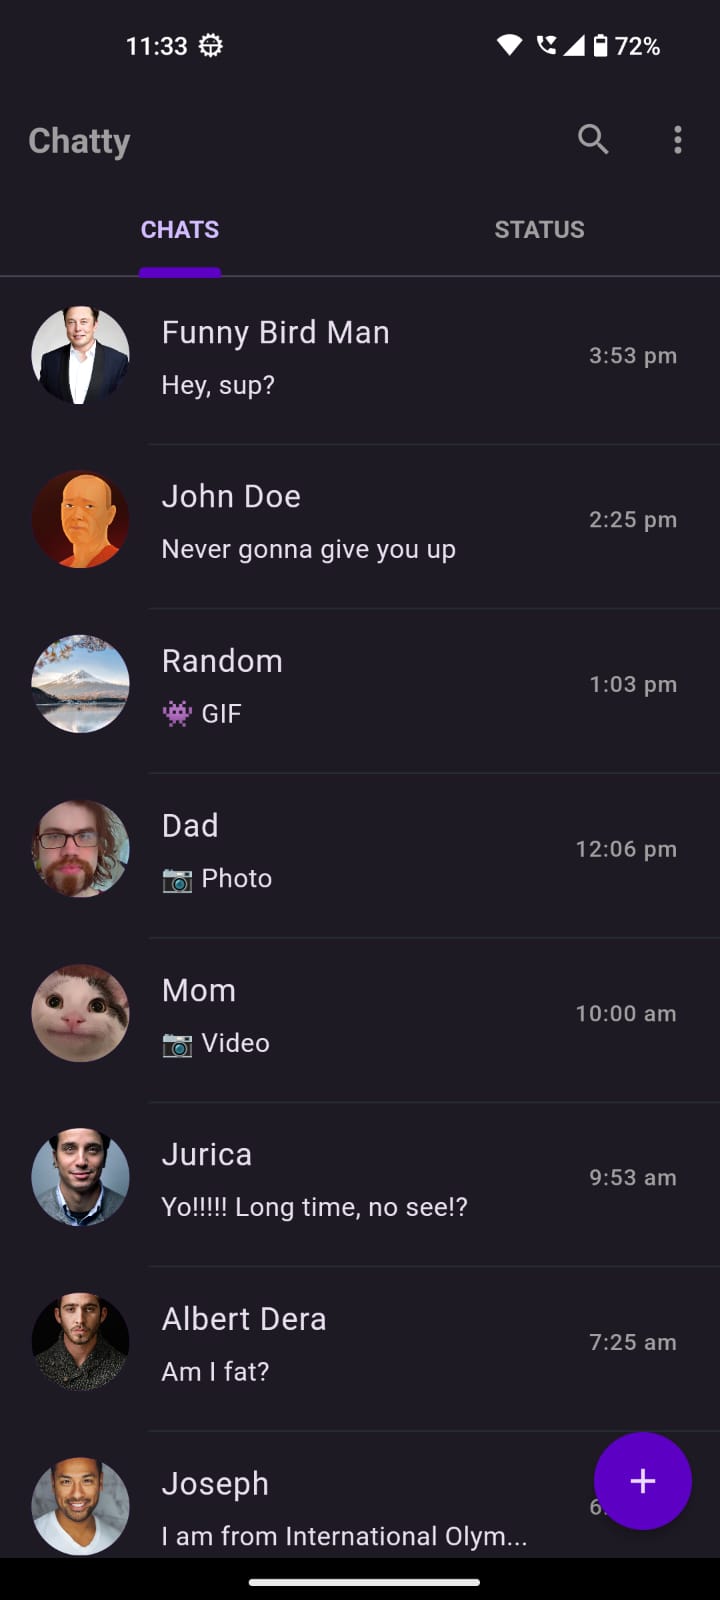 11:33 72%
Chatty
CHATS STATUS
Funny Bird Man
3:53 pm
Hey, sup?
John Doe
2:25 pm
Never gonna give you up
Random
1:03 pm
👾 GIF
Dad
12:06 pm
📷 Photo
Mom
10:00 am
📷 Video
Jurica
9:53 am
Yo!!!!! Long time, no see!?
Albert Dera
7:25 am
Am I fat?
Joseph
I am from International Olym...